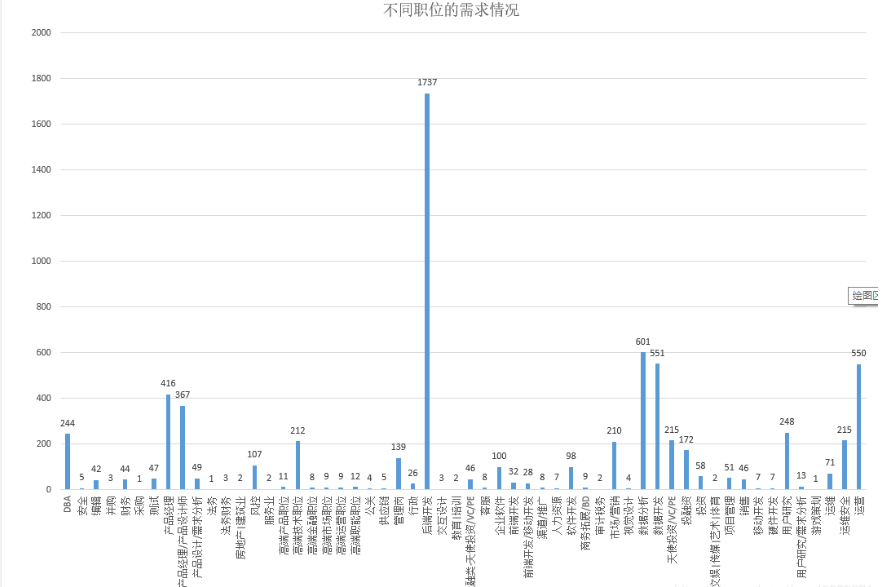 不同职位的需求情况
2000
1800
1600
1400
1200
1000
800
600
400
200
0
244
5
42
3
44
1
47
416
367
49
1
3
2
107
2
11
212
8
9
9
12
4
5
139
26
1737
3
2
46
8
100
32
28
8
7
98
9
2
210
4
601
551
215
172
58
2
51
46
7
7
248
13
1
71
215
550
DBA
安全
编辑
并购
财务
采购
测试
产品经理
产品经理/产品设计师
产品设计/需求分析
法务
法务财务
房地产|建筑业
风控
服务业
高端产品职位
高端技术职位
高端金融职位
高端市场职位
高端运营职位
高端职能职位
公关
供应链
管理岗
行政
后端开发
交互设计
教育|培训
融类-天使投资/VC/PE
客服
企业软件
前端开发
前端开发/移动开发
渠道/推广
人力资源
软件开发
商务拓展/BD
审计税务
市场/营销
视觉设计
数据分析
数据开发
天使投资/VC/PE
投融资
投资
文娱|传媒|艺术|体育
项目管理
销售
移动开发
硬件开发
用户研究
用户研究/需求分析
游戏策划
运维
运维安全
运营
绘图区